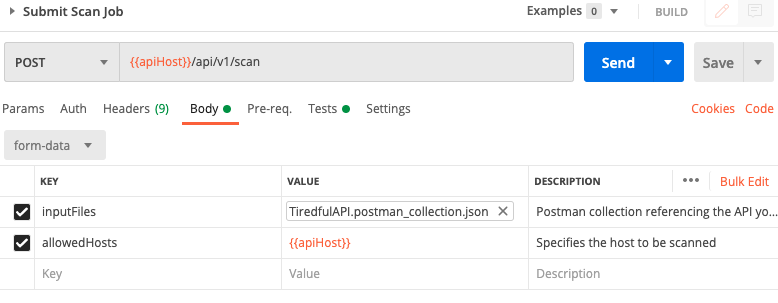 Submit Scan Job Examples 0 BUILD
POST {{apiHost}}/api/v1/scan Send Save
Params Auth Headers (9) Body Pre-req. Tests Settings Cookies Code
form-data
KEY VALUE DESCRIPTION ••• Bulk Edit
inputFiles TiredfulAPI.postman_collection.json Postman collection referencing the API yo...
allowedHosts {{apiHost}} Specifies the host to be scanned
Key Value Description